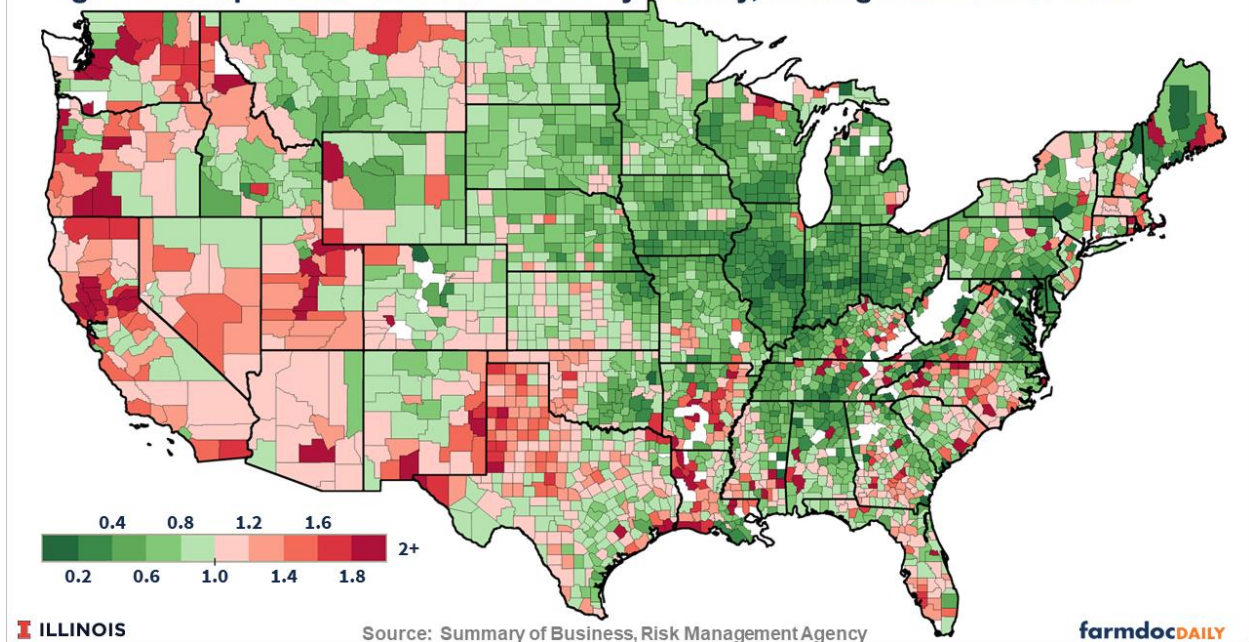 0.4 0.8 1.2 1.6
2+
0.2 0.6 1.0 1.4 1.8
ILLINOIS
Source: Summary of Business, Risk Management Agency
farmdocDAILY